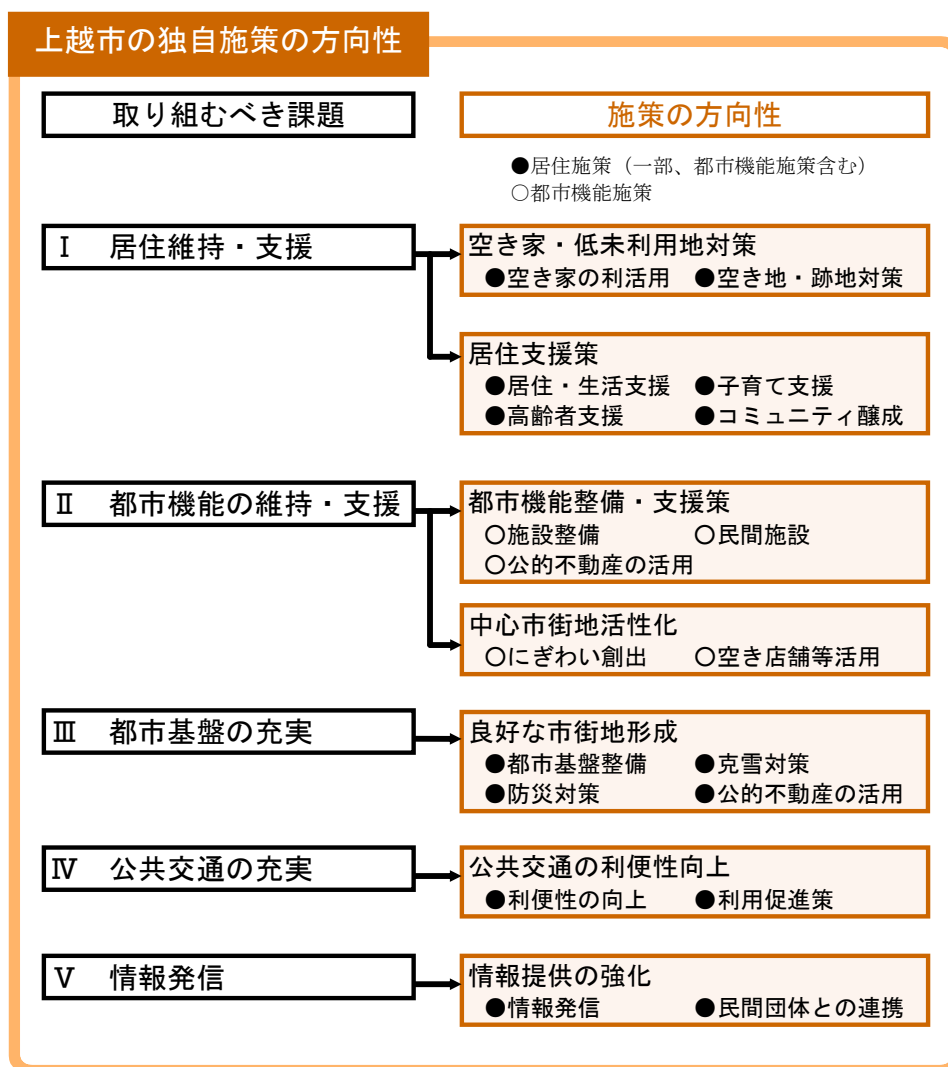 上越市の独自施策の方向性
取り組むべき課題
施策の方向性
●居住施策（一部、都市機能施策含む）
○都市機能施策
Ⅰ 居住維持・支援
空き家・低未利用地対策
●空き家の利活用 ●空き地・跡地対策
居住支援策
●居住・生活支援 ●子育て支援
●高齢者支援 ●コミュニティ醸成
Ⅱ 都市機能の維持・支援
都市機能整備・支援策
○施設整備 ○民間施設
○公的不動産の活用
中心市街地活性化
○にぎわい創出 ○空き店舗等活用
Ⅲ 都市基盤の充実
良好な市街地形成
●都市基盤整備 ●克雪対策
●防災対策 ●公的不動産の活用
Ⅳ 公共交通の充実
公共交通の利便性向上
●利便性の向上 ●利用促進策
Ⅴ 情報発信
情報提供の強化
●情報発信 ●民間団体との連携